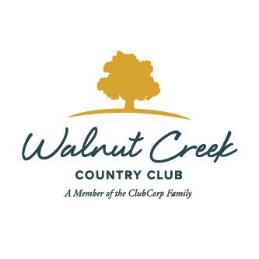 Walnut Creek
COUNTRY CLUB
A Member of the ClubCorp Family